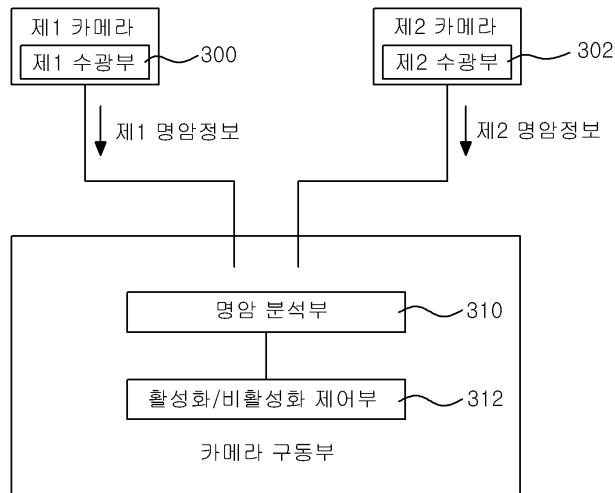 제1 카메라
제1 수광부
300
제2 카메라
제2 수광부
302
제1 명암정보
제2 명암정보
명암 분석부
310
활성화/비활성화 제어부
312
카메라 구동부